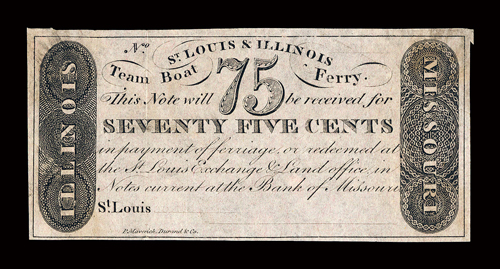 ILLINOIS
No
ST. LOUIS & ILLINOIS
Team Boat 75 Ferry.
This Note will be received, for
SEVENTY FIVE CENTS
in payment of ferriage, or redeemed at
the St. Louis Exchange & Land office, in
Notes current at the Bank of Missouri
St. Louis
P. Maverick, Durand & Co.
MISSOURI